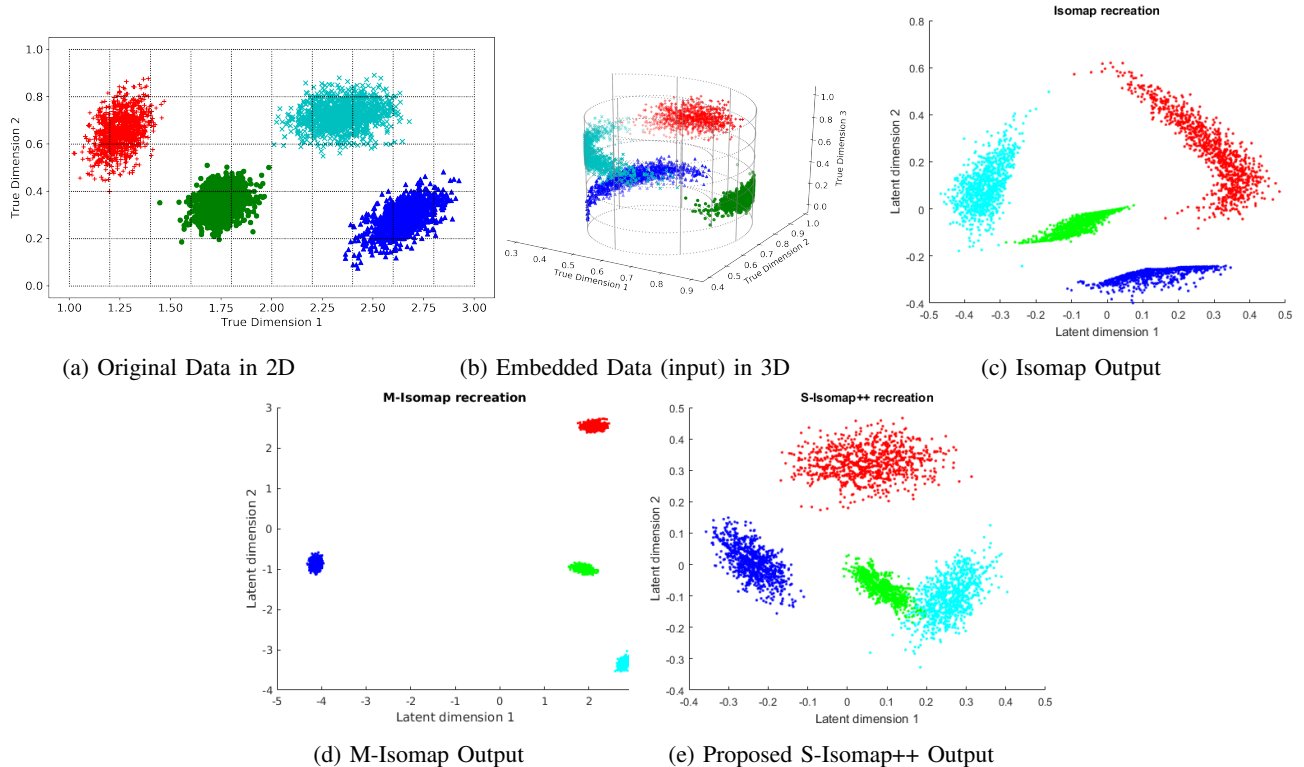 1.0
0.8
0.6
0.4
0.2
0.0
True Dimension 2
1.00 1.25 1.50 1.75 2.00 2.25 2.50 2.75 3.00
True Dimension 1
1.0
0.8
0.6
0.4
0.2
0.0
True Dimension 3
0.3 0.4 0.5 0.6 0.7 0.8 0.9
True Dimension 1
0.4 0.5 0.6 0.7 0.8 0.9 1.0
True Dimension 2
Isomap recreation
0.8
0.6
0.4
0.2
0
-0.2
-0.4
Latent dimension 2
-0.5 -0.4 -0.3 -0.2 -0.1 0 0.1 0.2 0.3 0.4 0.5
Latent dimension 1
(a) Original Data in 2D
(b) Embedded Data (input) in 3D
(c) Isomap Output
M-Isomap recreation
3
2
1
0
-1
-2
-3
-4
Latent dimension 2
-5 -4 -3 -2 -1 0 1 2
Latent dimension 1
S-Isomap++ recreation
0.5
0.4
0.3
0.2
0.1
0
-0.1
-0.2
-0.3
-0.4
Latent dimension 2
-0.4 -0.3 -0.2 -0.1 0 0.1 0.2 0.3 0.4 0.5
Latent dimension 1
(d) M-Isomap Output
(e) Proposed S-Isomap++ Output